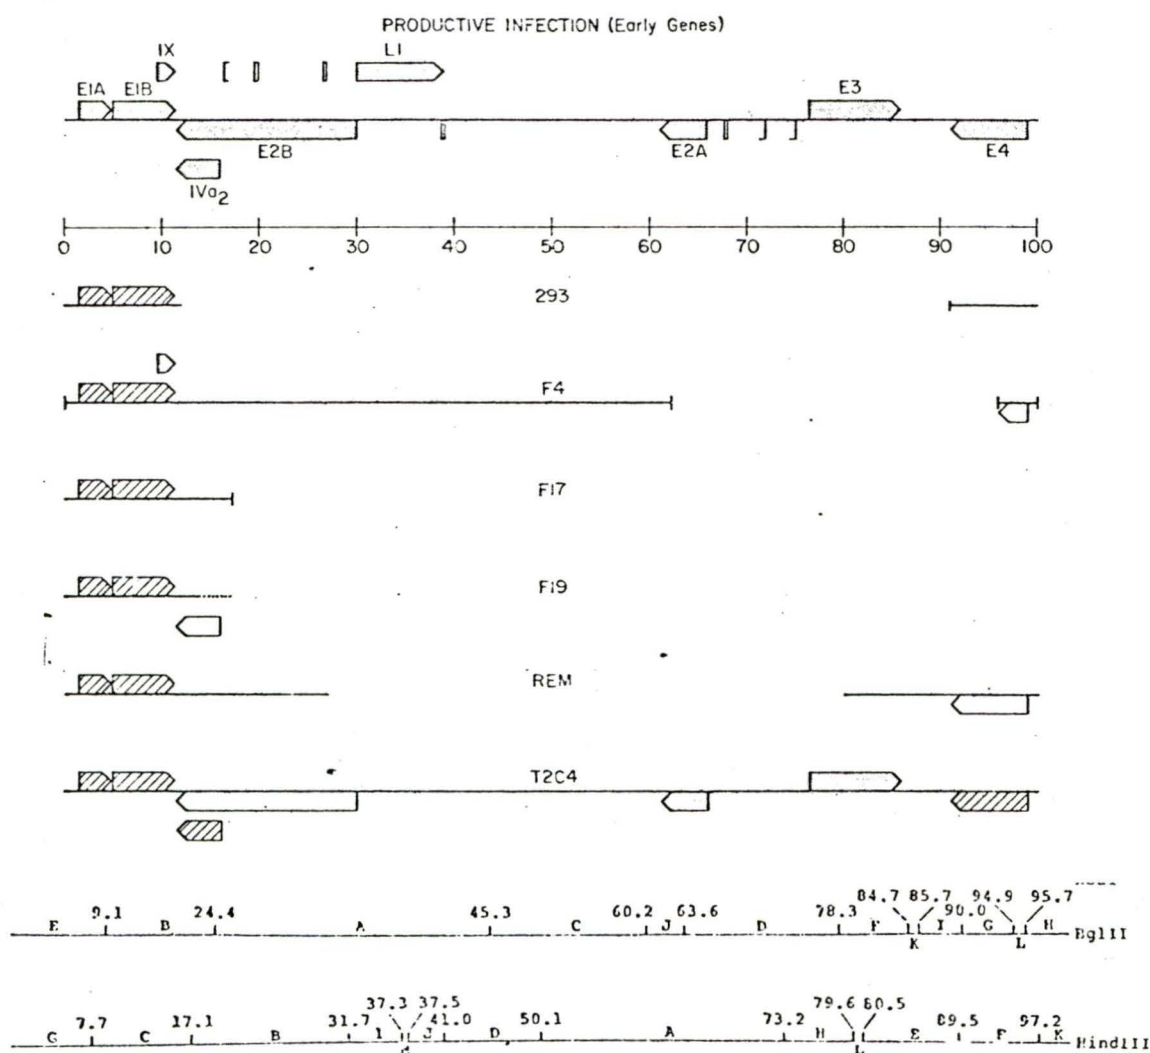 PRODUCTIVE INFECTION (Early Genes)
IX L1
E1A E1B E3
E2B E2A E4
IVa2
0 10 20 30 40 50 60 70 80 90 100
293
F4
F17
F19
REM
T2C4
9.1 24.4 45.3 60.2 63.6 78.3 84.7 85.7 90.0 94.9 95.7
E B A C J D F K I G L H BglII
7.7 17.1 31.7 37.3 37.5 41.0 50.1 73.2 79.6 80.5 89.5 97.2
G C B I J D A H L E F K HindIII